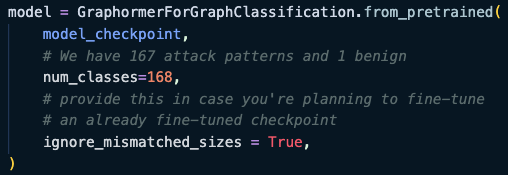 model = GraphormerForGraphClassification.from_pretrained(
    model_checkpoint,
    # We have 167 attack patterns and 1 benign
    num_classes=168,
    # provide this in case you're planning to fine-tune
    # an already fine-tuned checkpoint
    ignore_mismatched_sizes = True,
)